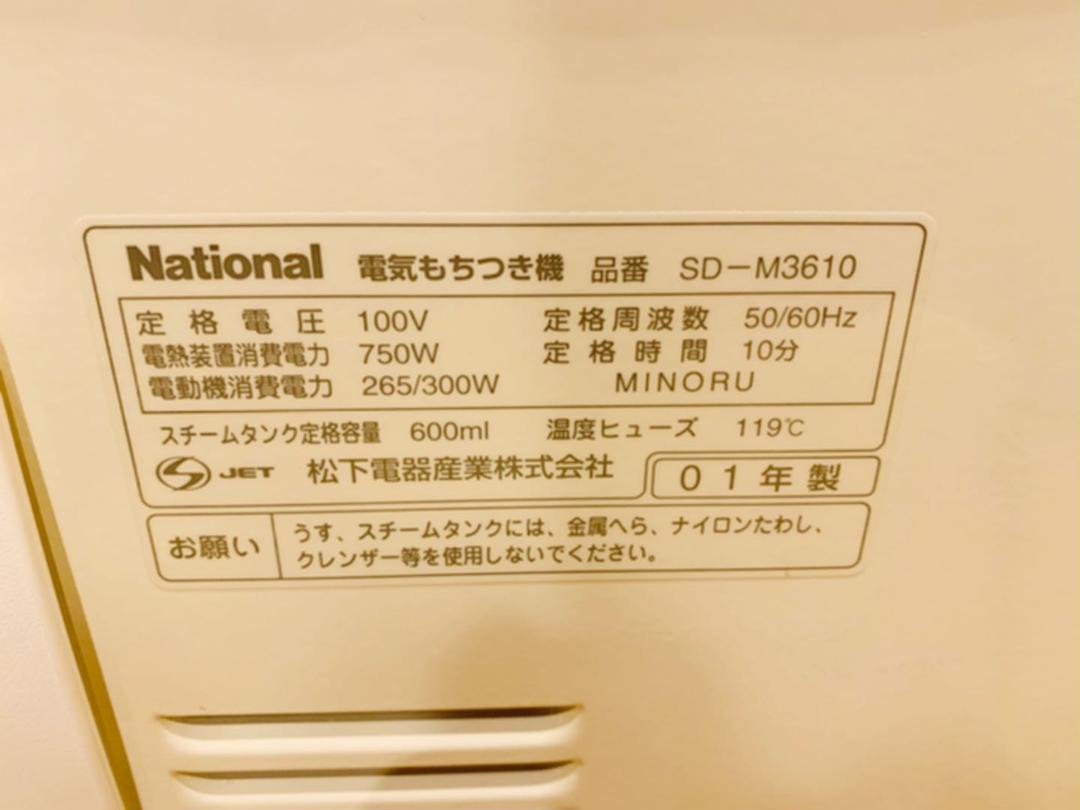 National 電気もちつき機 品番 SD-M3610
定格電圧 100V 定格周波数 50/60Hz
電熱装置消費電力 750W 定格時間 10分
電動機消費電力 265/300W MINORU
スチームタンク定格容量 600ml 温度ヒューズ 119℃
JET 松下電器産業株式会社 01年製
お願い うす、スチームタンクには、金属へら、ナイロンたわし、
クレンザー等を使用しないでください。